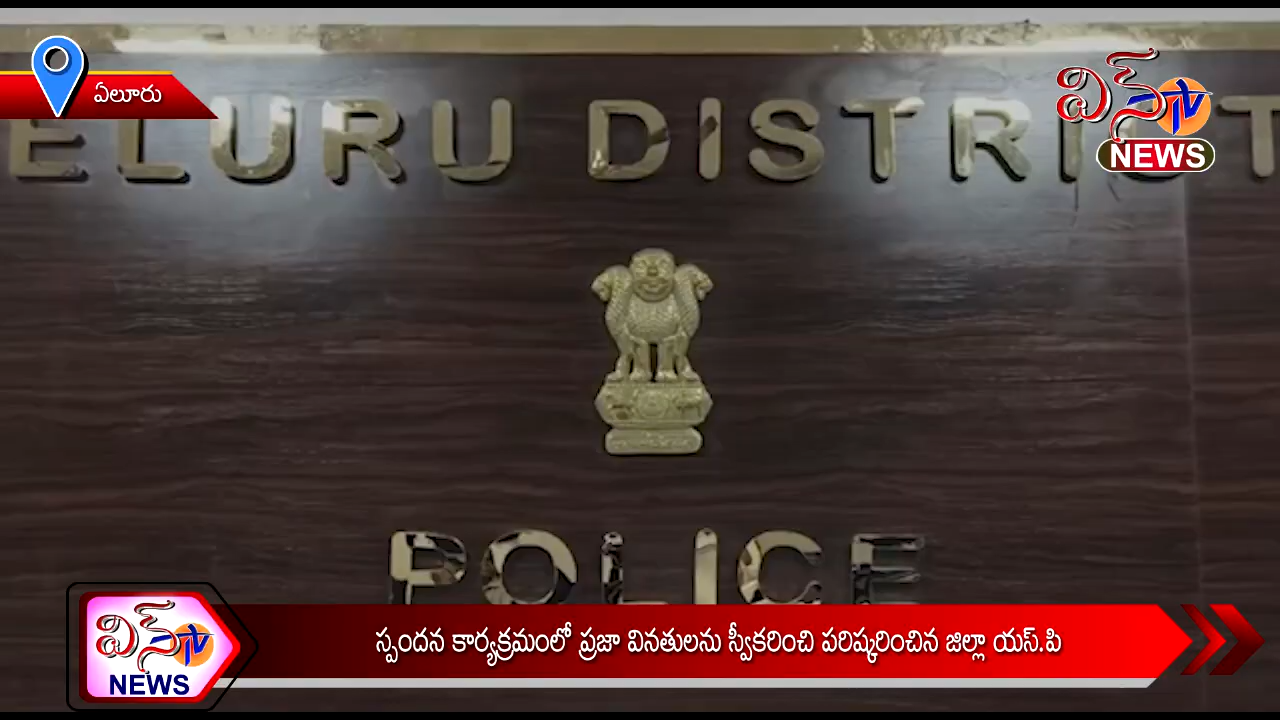 ఏలూరు
ELURU DISTRICT
విన్ TV
NEWS
POLICE
స్పందన కార్యక్రమంలో ప్రజా వినతులను స్వీకరించి పరిష్కరించిన జిల్లా యస్.పి
విన్ TV
NEWS